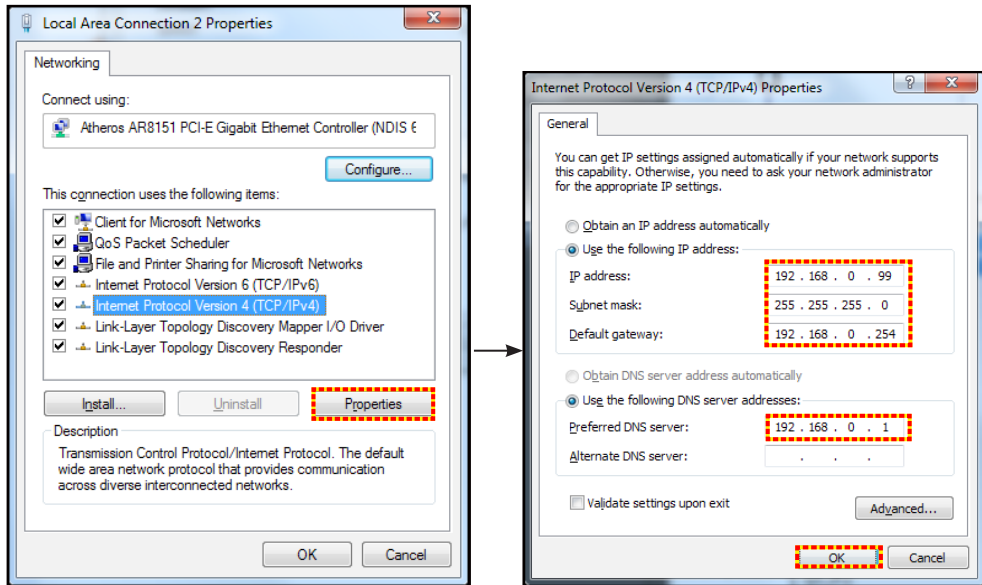 Local Area Connection 2 Properties
Networking
Connect using:
Atheros AR8151 PCI-E Gigabit Ethernet Controller (NDIS 6
Configure...
This connection uses the following items:
Client for Microsoft Networks
QoS Packet Scheduler
File and Printer Sharing for Microsoft Networks
Internet Protocol Version 6 (TCP/IPv6)
Internet Protocol Version 4 (TCP/IPv4)
Link-Layer Topology Discovery Mapper I/O Driver
Link-Layer Topology Discovery Responder
Install...
Uninstall
Properties
Description
Transmission Control Protocol/Internet Protocol. The default
wide area network protocol that provides communication
across diverse interconnected networks.
OK
Cancel
Internet Protocol Version 4 (TCP/IPv4) Properties
General
You can get IP settings assigned automatically if your network supports
this capability. Otherwise, you need to ask your network administrator
for the appropriate IP settings.
Obtain an IP address automatically
Use the following IP address:
IP address: 192 . 168 . 0 . 99
Subnet mask: 255 . 255 . 255 . 0
Default gateway: 192 . 168 . 0 . 254
Obtain DNS server address automatically
Use the following DNS server addresses:
Preferred DNS server: 192 . 168 . 0 . 1
Alternate DNS server: . . .
Validate settings upon exit
Advanced...
OK
Cancel